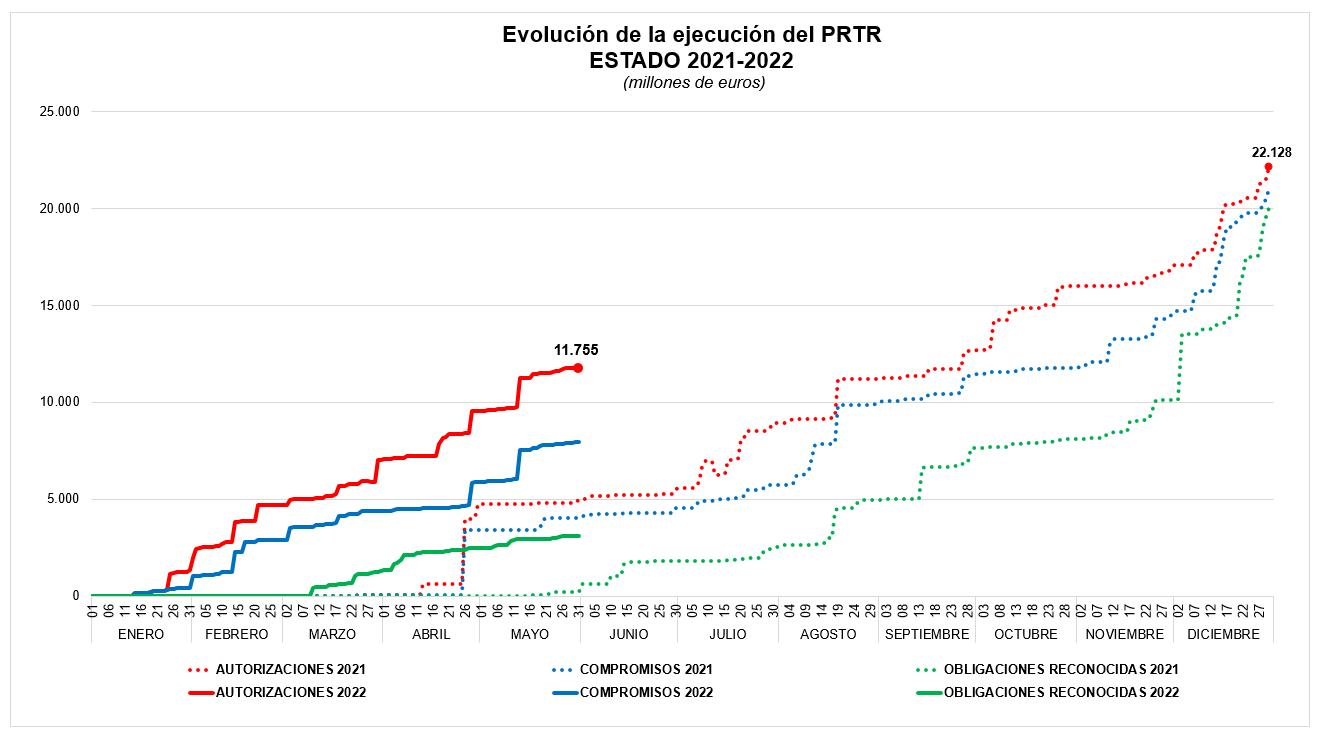 Evolución de la ejecución del PRTR
ESTADO 2021-2022
(millones de euros)
25.000
20.000
15.000
10.000
5.000
0
22.128
11.755
01 06 11 16 21 26 31 05 10 15 20 25 02 07 12 17 22 27 01 06 11 16 21 26 01 06 11 16 21 26 31 05 10 15 20 25 30 05 10 15 20 25 30 04 09 14 19 24 29 03 08 13 18 23 28 03 08 13 18 23 28 02 07 12 17 22 27 02 07 12 17 22 27
ENERO FEBRERO MARZO ABRIL MAYO JUNIO JULIO AGOSTO SEPTIEMBRE OCTUBRE NOVIEMBRE DICIEMBRE
AUTORIZACIONES 2021 COMPROMISOS 2021 OBLIGACIONES RECONOCIDAS 2021
AUTORIZACIONES 2022 COMPROMISOS 2022 OBLIGACIONES RECONOCIDAS 2022